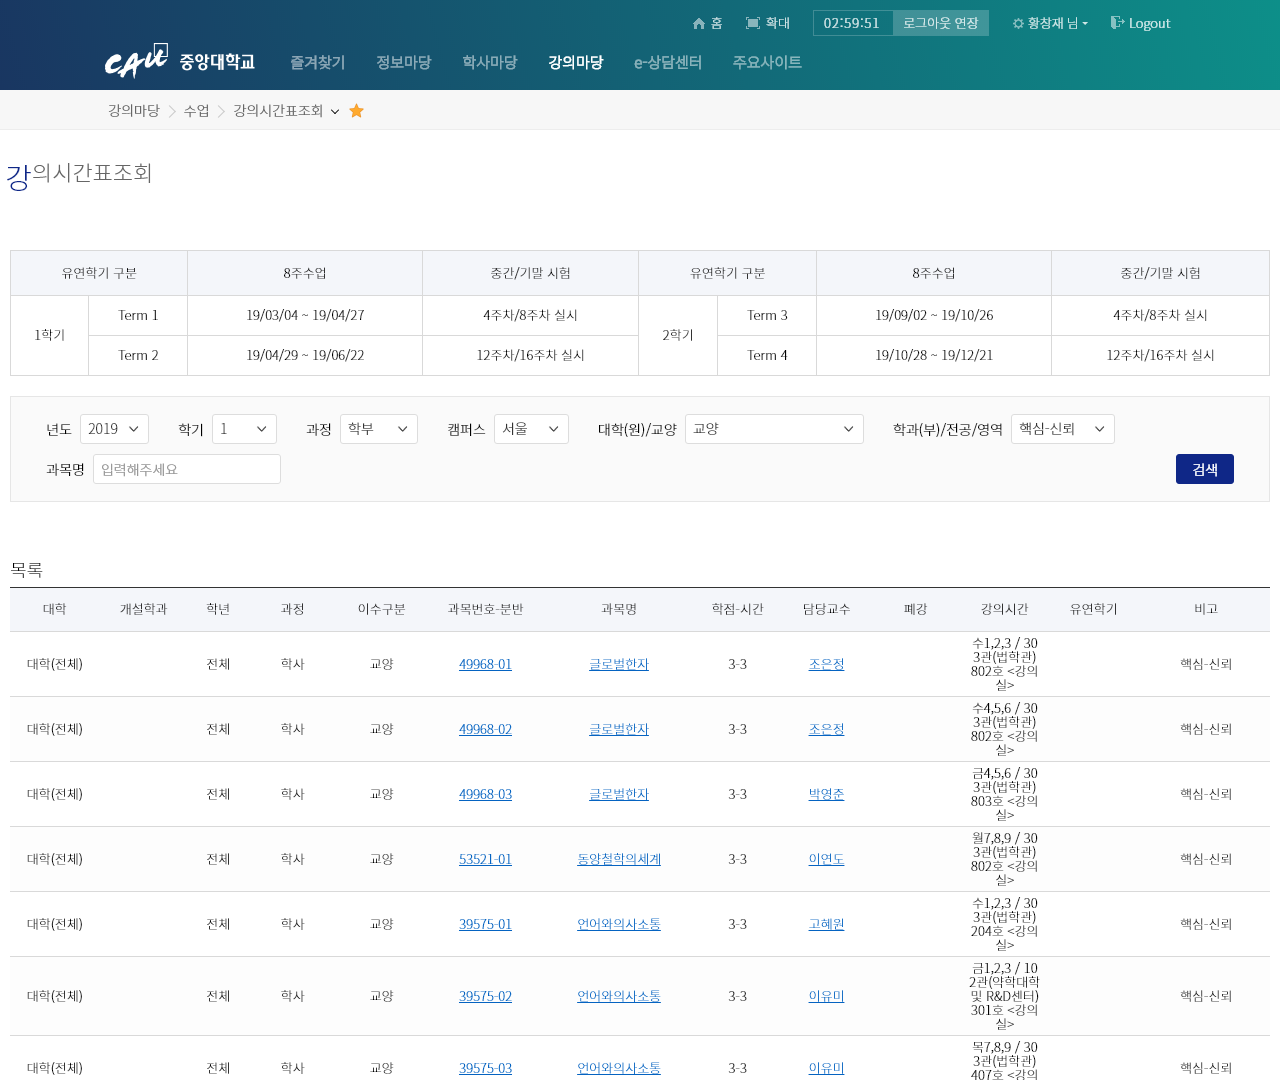 홈 확대 02:59:51 로그아웃 연장 황창재 님 Logout
CAU 중앙대학교 즐겨찾기 정보마당 학사마당 강의마당 e-상담센터 주요사이트
강의마당 수업 강의시간표조회
강의시간표조회
유연학기 구분 8주수업 중간/기말 시험 유연학기 구분 8주수업 중간/기말 시험
1학기 Term 1 19/03/04 ~ 19/04/27 4주차/8주차 실시 2학기 Term 3 19/09/02 ~ 19/10/26 4주차/8주차 실시
Term 2 19/04/29 ~ 19/06/22 12주차/16주차 실시 Term 4 19/10/28 ~ 19/12/21 12주차/16주차 실시
년도 2019 학기 1 과정 학부 캠퍼스 서울 대학(원)/교양 교양 학과(부)/전공/영역 핵심-신뢰
과목명 입력해주세요 검색
목록
대학 개설학과 학년 과정 이수구분 과목번호-분반 과목명 학점-시간 담당교수 폐강 강의시간 유연학기 비고
대학(전체) 전체 학사 교양 49968-01 글로벌한자 3-3 조은정 수1,2,3 / 30
3관(법학관)
802호 <강의
실> 핵심-신뢰
대학(전체) 전체 학사 교양 49968-02 글로벌한자 3-3 조은정 수4,5,6 / 30
3관(법학관)
802호 <강의
실> 핵심-신뢰
대학(전체) 전체 학사 교양 49968-03 글로벌한자 3-3 박영준 금4,5,6 / 30
3관(법학관)
803호 <강의
실> 핵심-신뢰
대학(전체) 전체 학사 교양 53521-01 동양철학의세계 3-3 이연도 월7,8,9 / 30
3관(법학관)
802호 <강의
실> 핵심-신뢰
대학(전체) 전체 학사 교양 39575-01 언어와의사소통 3-3 고혜원 수1,2,3 / 30
3관(법학관)
204호 <강의
실> 핵심-신뢰
대학(전체) 전체 학사 교양 39575-02 언어와의사소통 3-3 이유미 금1,2,3 / 10
2관(약학대학
및 R&D센터)
301호 <강의
실> 핵심-신뢰
대학(전체) 전체 학사 교양 39575-03 언어와의사소통 3-3 이유미 목7,8,9 / 30
3관(법학관)
407호 <강의 핵심-신뢰